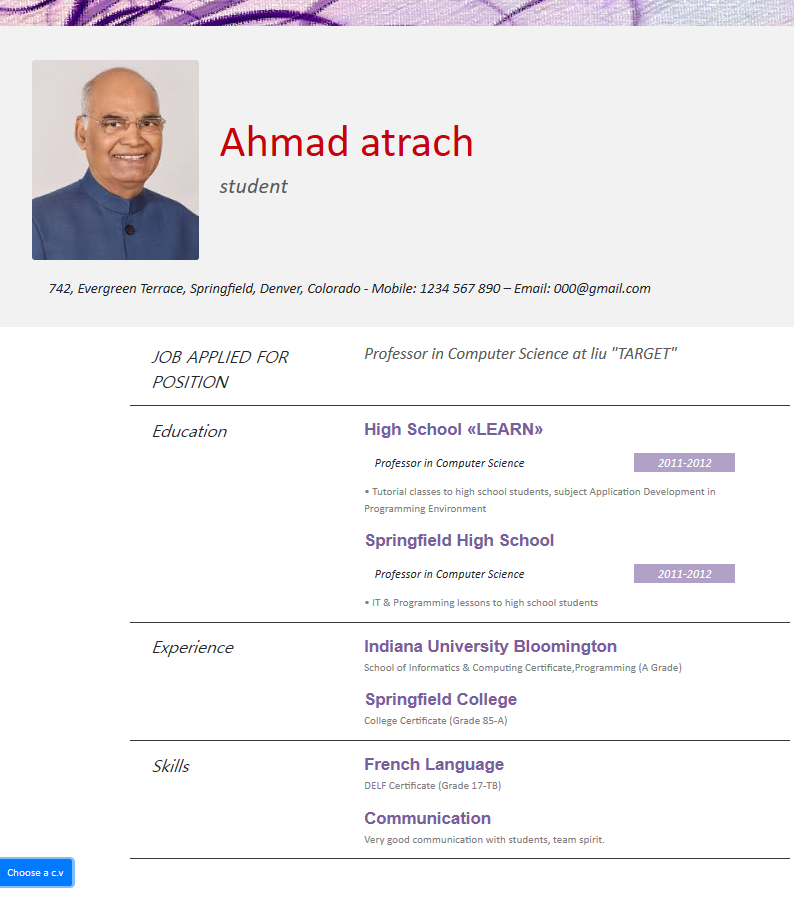 Ahmad atrach
student
742, Evergreen Terrace, Springfield, Denver, Colorado - Mobile: 1234 567 890 – Email: 000@gmail.com
JOB APPLIED FOR
POSITION
Professor in Computer Science at liu "TARGET"
Education
High School «LEARN»
Professor in Computer Science
2011-2012
• Tutorial classes to high school students, subject Application Development in
Programming Environment
Springfield High School
Professor in Computer Science
2011-2012
• IT & Programming lessons to high school students
Experience
Indiana University Bloomington
School of Informatics & Computing Certificate,Programming (A Grade)
Springfield College
College Certificate (Grade 85-A)
Skills
French Language
DELF Certificate (Grade 17-TB)
Communication
Very good communication with students, team spirit.
Choose a c.v